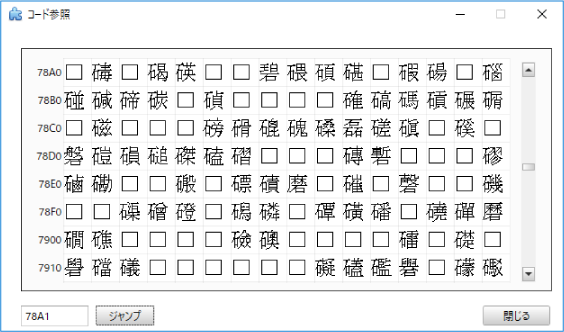 コード参照
78A0 □ 碡 □ 碣 碤 □ □ 碧 碨 碩 碪 □ 碬 碭 □ 碯
78B0 碰 碱 碲 碳 □ 碵 □ □ □ □ 確 碻 碼 碽 碾 碿
78C0 □ 磁 □ □ □ 磅 磆 磇 磈 磉 磊 磋 磌 □ 磎 □
78D0 磐 磑 磒 磓 磔 磕 磖 □ □ □ 磚 磛 □ □ □ 磟
78E0 磠 磡 □ □ 磤 □ 磦 磧 磨 □ 磪 □ 磬 □ □ 磯
78F0 □ □ 磲 磳 磴 □ 磶 磷 □ 磹 磺 磻 □ 磽 磾 磿
7900 礀 礁 □ □ □ □ 礆 礇 □ □ □ □ 礌 □ 礎 □
7910 礐 礑 礒 □ □ □ □ □ □ 礙 礚 礛 礜 □ 礞 礟
78A1 ジャンプ 閉じる